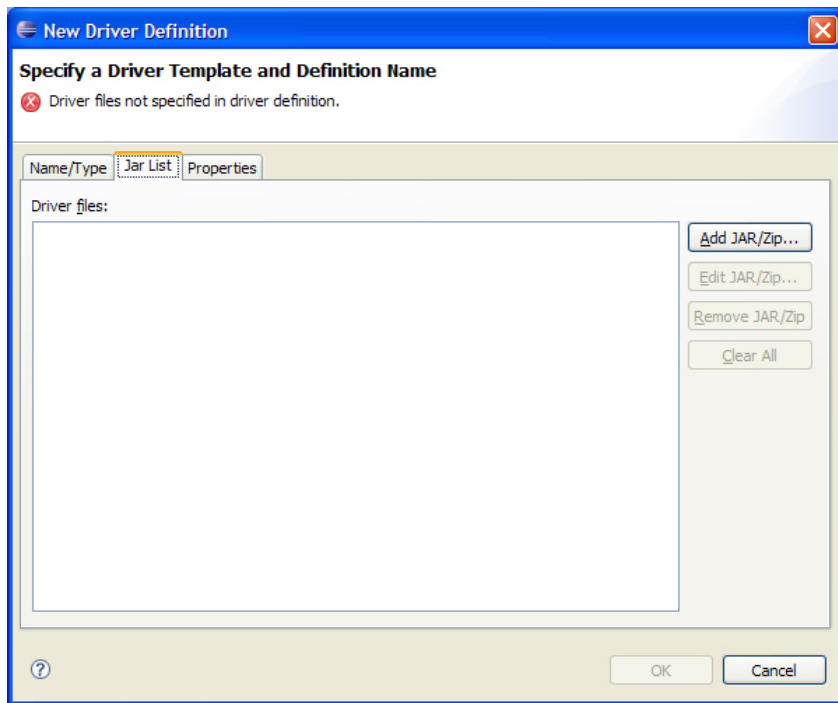 New Driver Definition
Specify a Driver Template and Definition Name
Driver files not specified in driver definition.
Name/Type Jar List Properties
Driver files:
Add JAR/Zip...
Edit JAR/Zip...
Remove JAR/Zip
Clear All
?
OK Cancel